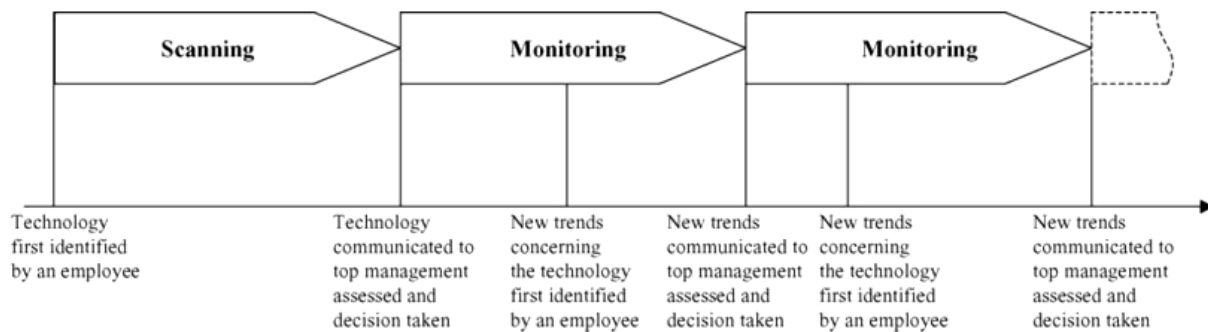 Scanning
Monitoring
Monitoring
Technology
first identified
by an employee
Technology
communicated to
top management
assessed and
decision taken
New trends
concerning
the technology
first identified
by an employee
New trends
communicated to
top management
assessed and
decision taken
New trends
concerning
the technology
first identified
by an employee
New trends
communicated to
top management
assessed and
decision taken